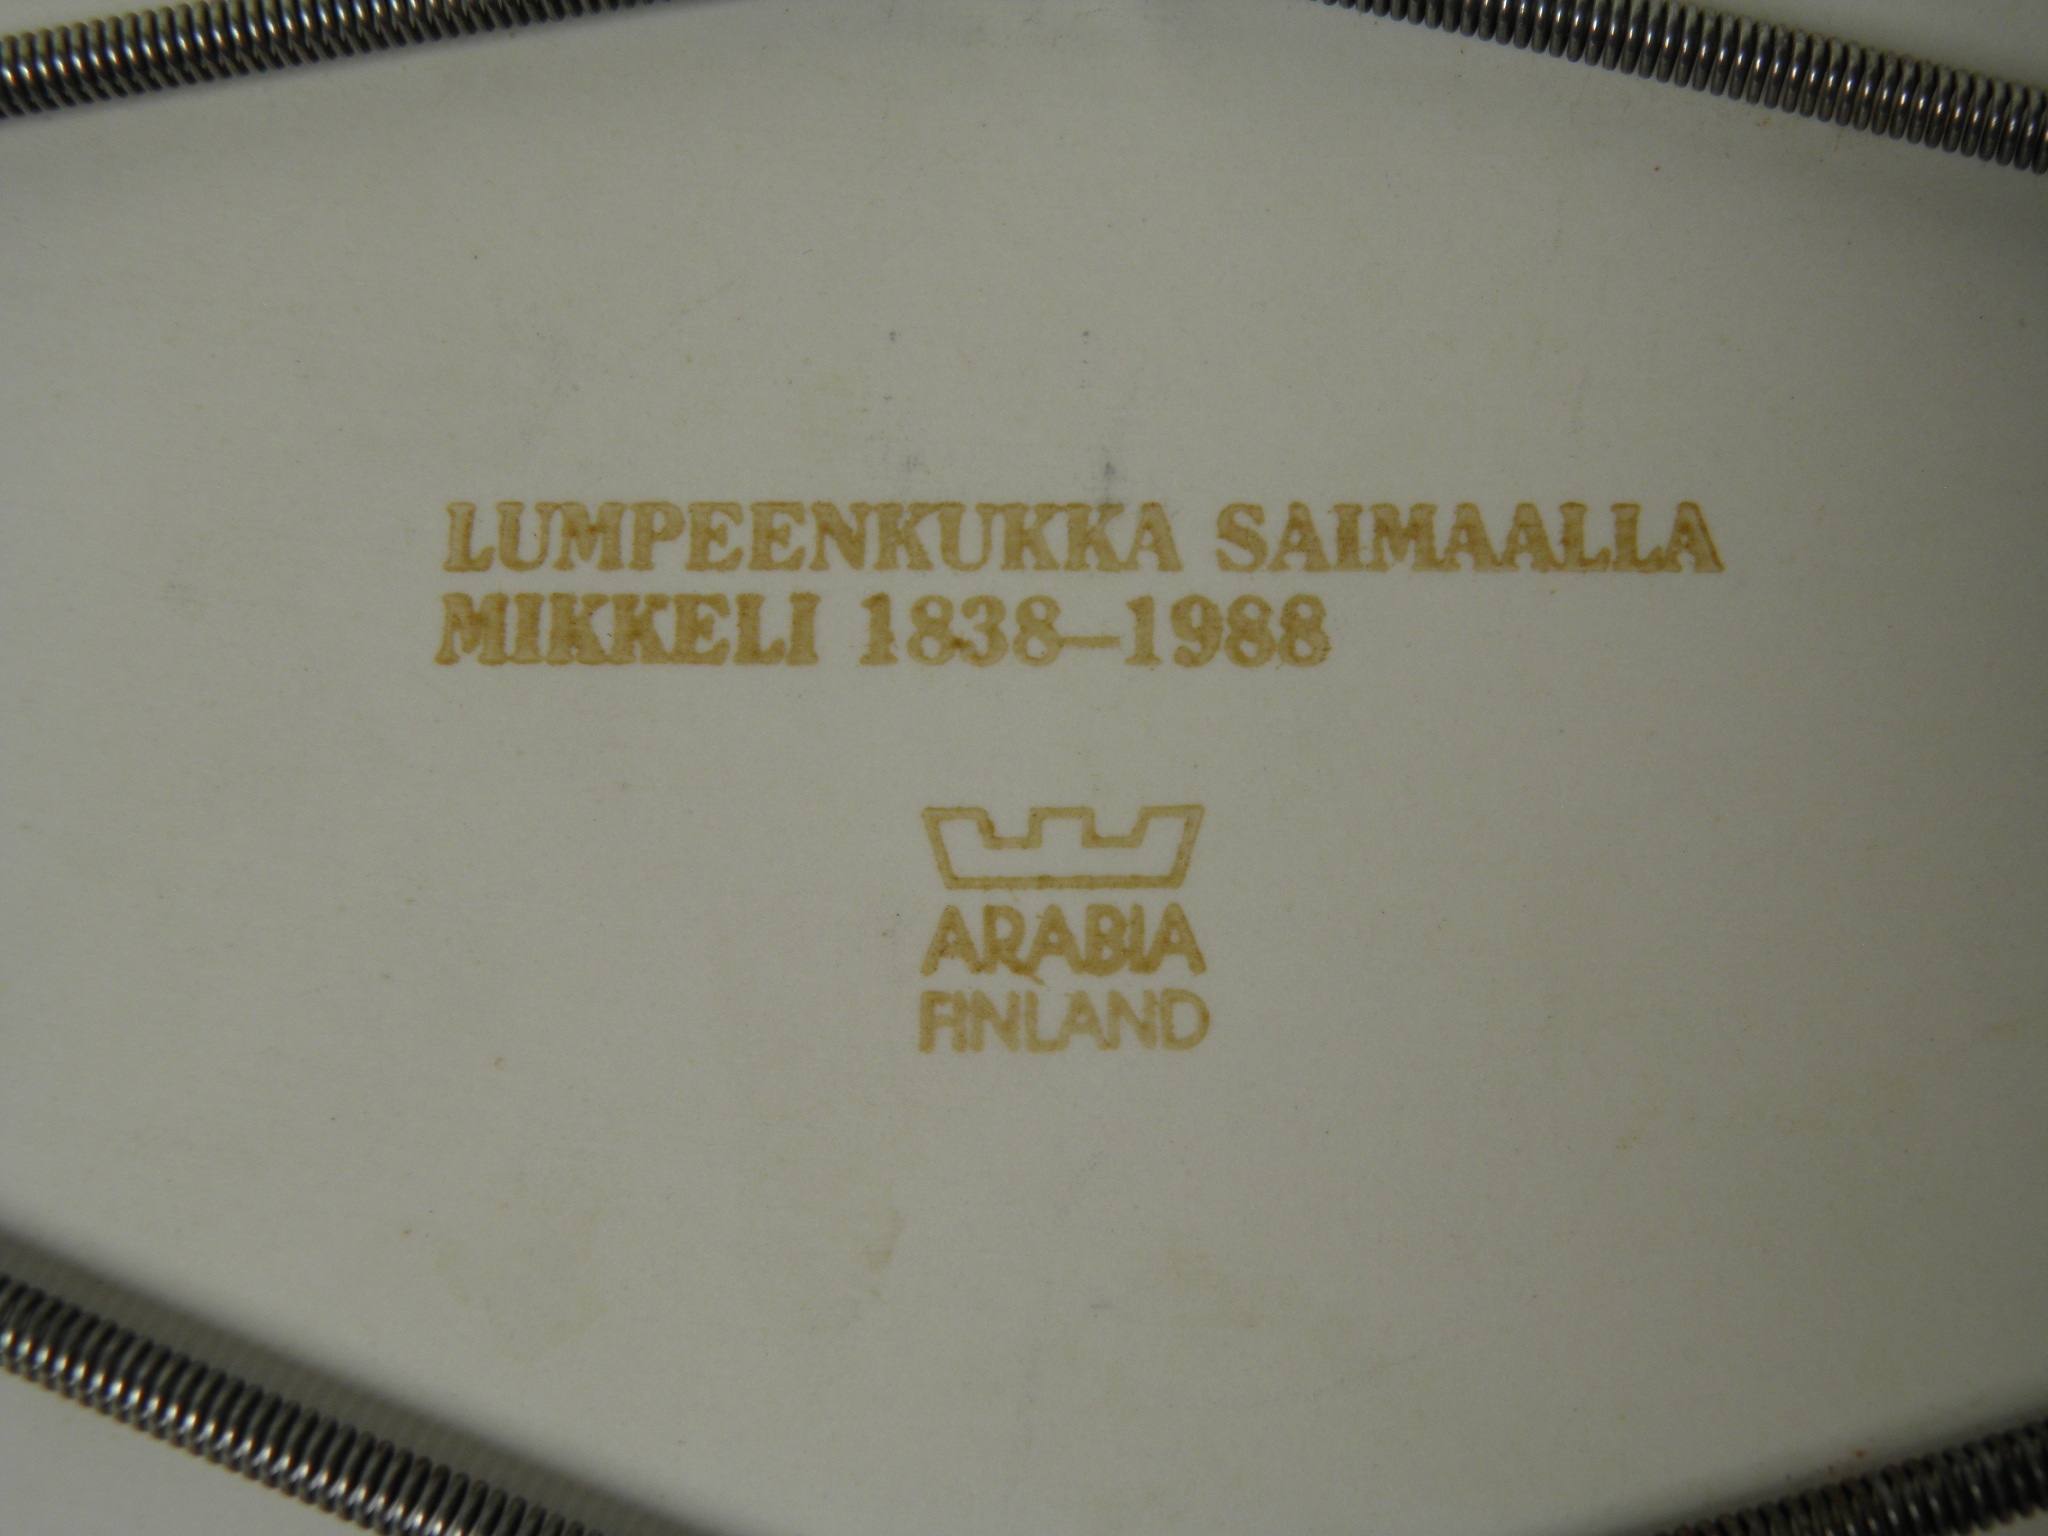 LUMPEENKUKKA SAIMAALLA
MIKKELI 1838–1988
ARABIA
FINLAND